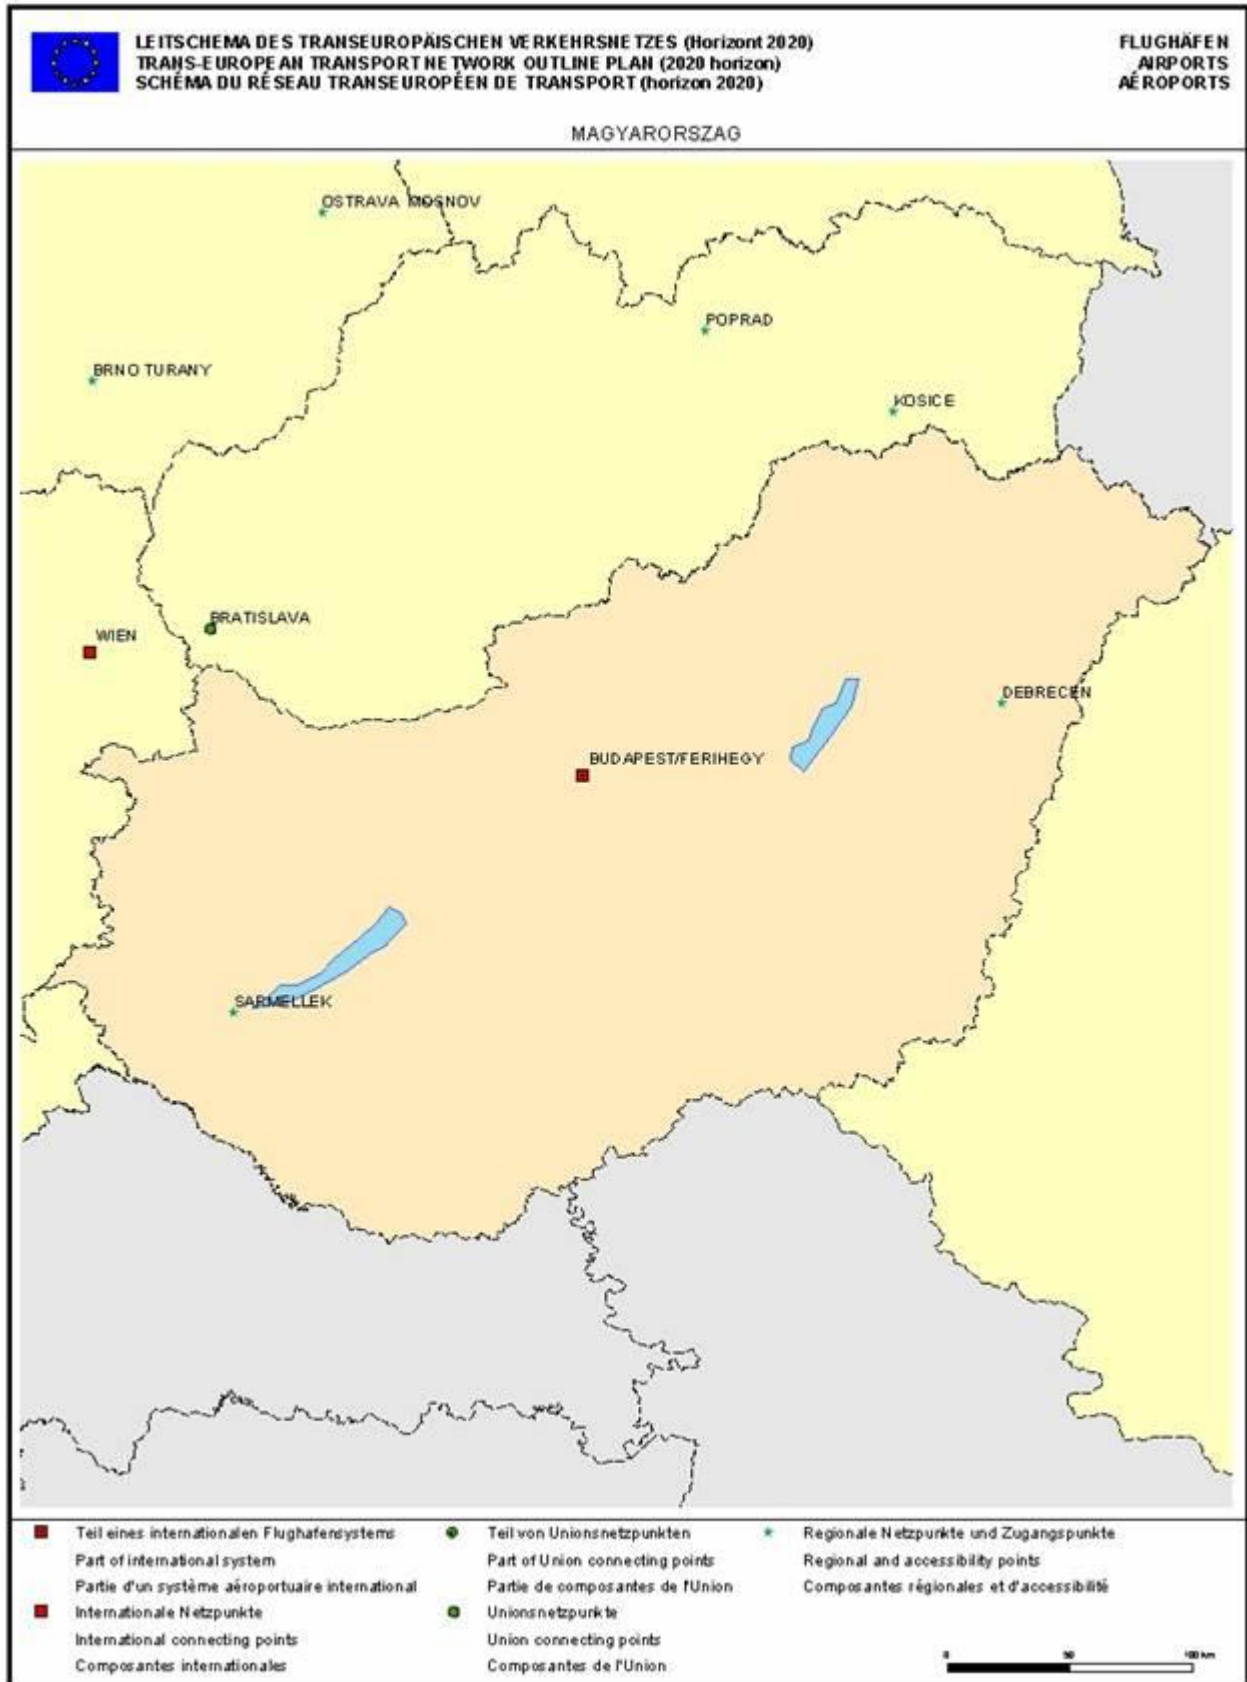 LEITSCHEMA DES TRANSEUROPÄISCHEN VERKEHRSNETZES (Horizont 2020)
TRANS-EUROPEAN TRANSPORT NETWORK OUTLINE PLAN (2020 horizon)
SCHÉMA DU RÉSEAU TRANSEUROPÉEN DE TRANSPORT (horizon 2020)
FLUGHÄFEN
AIRPORTS
AÉROPORTS
MAGYARORSZAG
OSTRAVA MOSNOV
POPRAD
BRNO TURANY
KOSICE
BRATISLAVA
WIEN
DEBRECEN
BUDAPEST/FERIHEGY
SARMELLEK
Teil eines internationalen Flughafensystems
Part of international system
Partie d'un système aéroportuaire international
Internationale Netzpunkte
International connecting points
Composantes internationales
Teil von Unionsnetzpunkten
Part of Union connecting points
Partie de composantes de l'Union
Unionsnetzpunkte
Union connecting points
Composantes de l'Union
Regionale Netzpunkte und Zugangspunkte
Regional and accessibility points
Composantes régionales et d'accessibilité
0 50 100 km